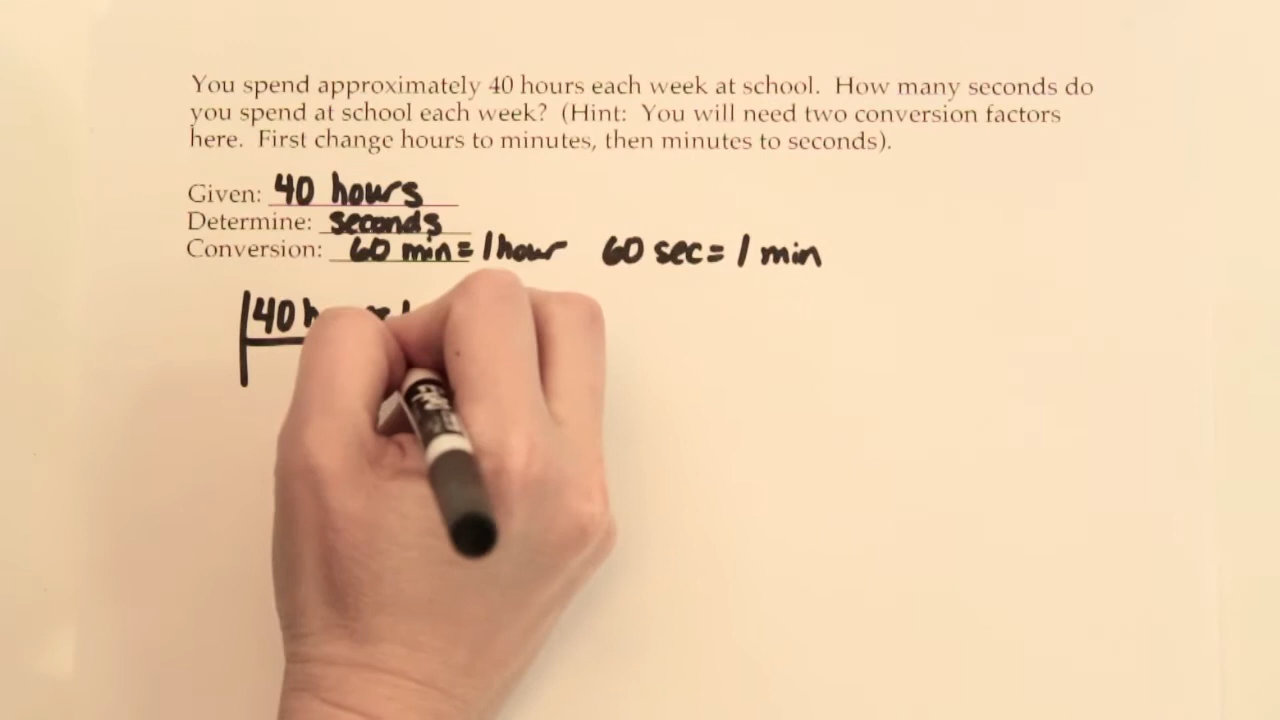 You spend approximately 40 hours each week at school. How many seconds do
you spend at school each week? (Hint: You will need two conversion factors
here. First change hours to minutes, then minutes to seconds).
Given: 40 hours
Determine: seconds
Conversion: 60 min = 1 hour 60 sec = 1 min
40